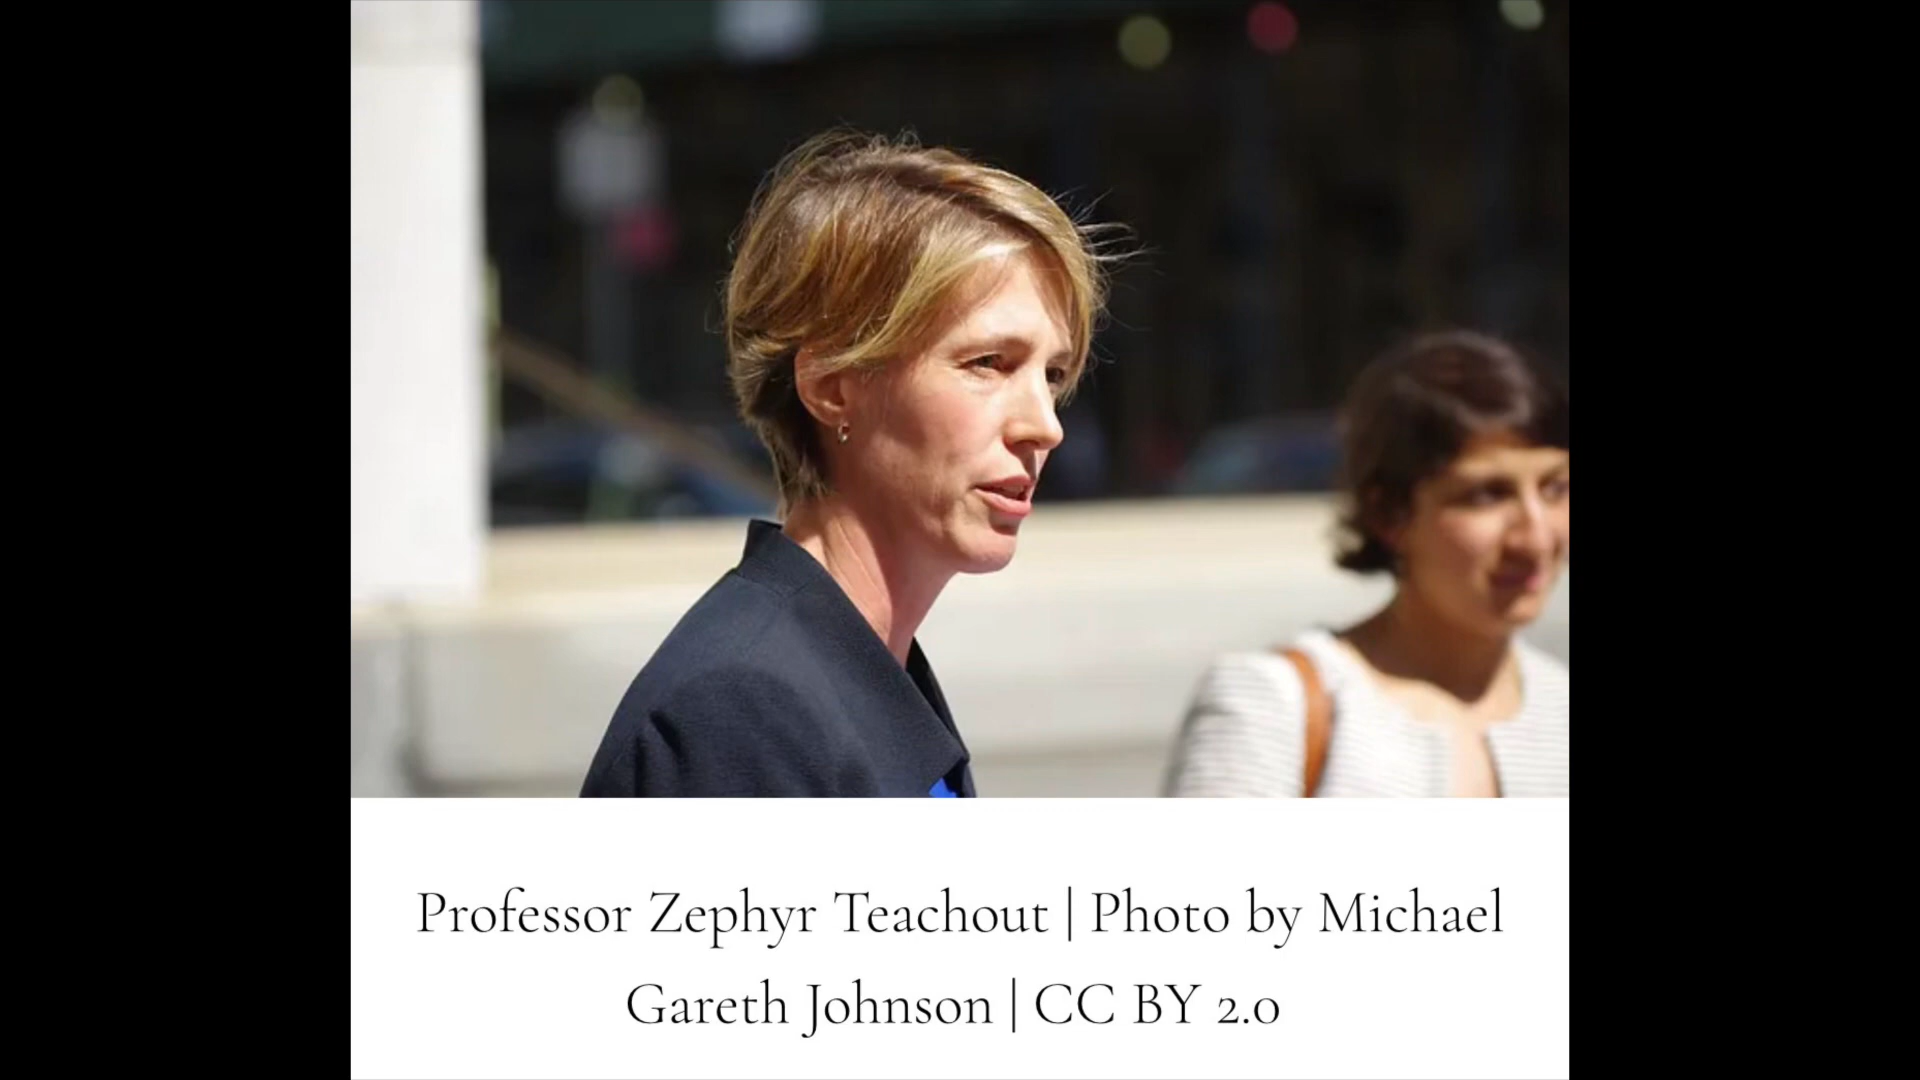 Professor Zephyr Teachout | Photo by Michael
Gareth Johnson | CC BY 2.0